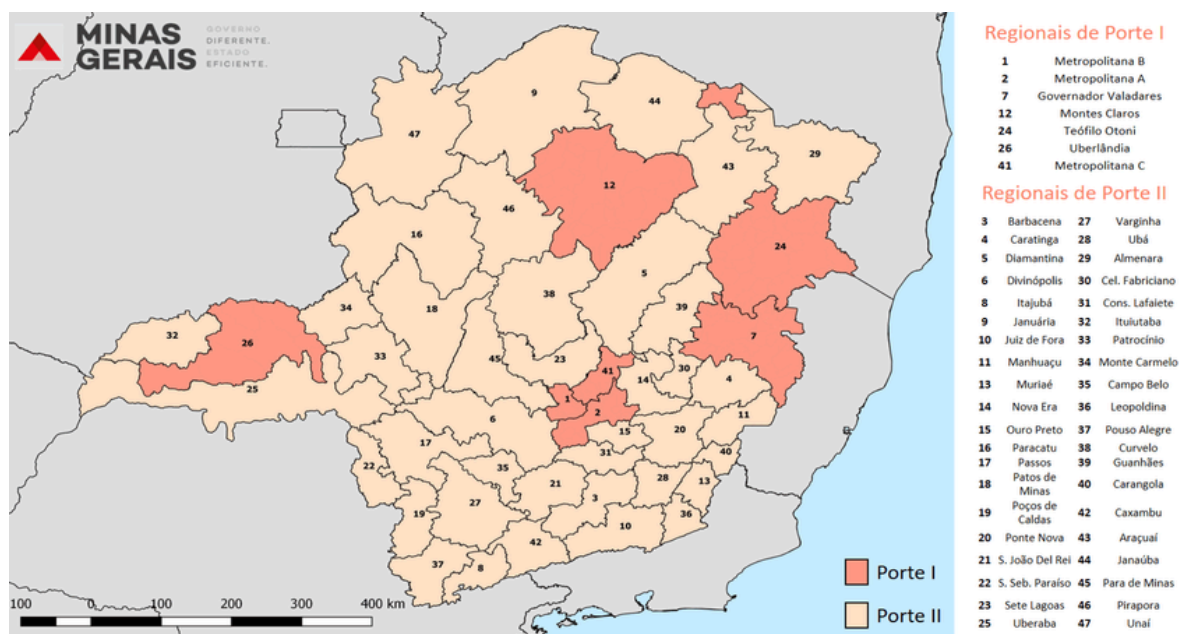 MINAS
GERAIS
GOVERNO
DIFERENTE.
ESTADO
EFICIENTE.
9
44
47
12
43
29
46
16
24
5
38
39
34
18
32
26
7
33
23
45
25
41
30
14
4
1
2
6
11
15
20
17
31
40
22
35
21
28
13
27
3
19
36
10
42
37
8
Porte I
Porte II
100 0 100 200 300 400 km
Regionais de Porte I
1 Metropolitana B
2 Metropolitana A
7 Governador Valadares
12 Montes Claros
24 Teófilo Otoni
26 Uberlândia
41 Metropolitana C
Regionais de Porte II
3 Barbacena 27 Varginha
4 Caratinga 28 Ubá
5 Diamantina 29 Almenara
6 Divinópolis 30 Cel. Fabriciano
8 Itajubá 31 Cons. Lafaiete
9 Januária 32 Ituiutaba
10 Juiz de Fora 33 Patrocínio
11 Manhuaçu 34 Monte Carmelo
13 Muriaé 35 Campo Belo
14 Nova Era 36 Leopoldina
15 Ouro Preto 37 Pouso Alegre
16 Paracatu 38 Curvelo
17 Passos 39 Guanhães
18 Patos de Minas 40 Carangola
19 Poços de Caldas 42 Caxambu
20 Ponte Nova 43 Araçuaí
21 S. João Del Rei 44 Janaúba
22 S. Seb. Paraíso 45 Para de Minas
23 Sete Lagoas 46 Pirapora
25 Uberaba 47 Unaí